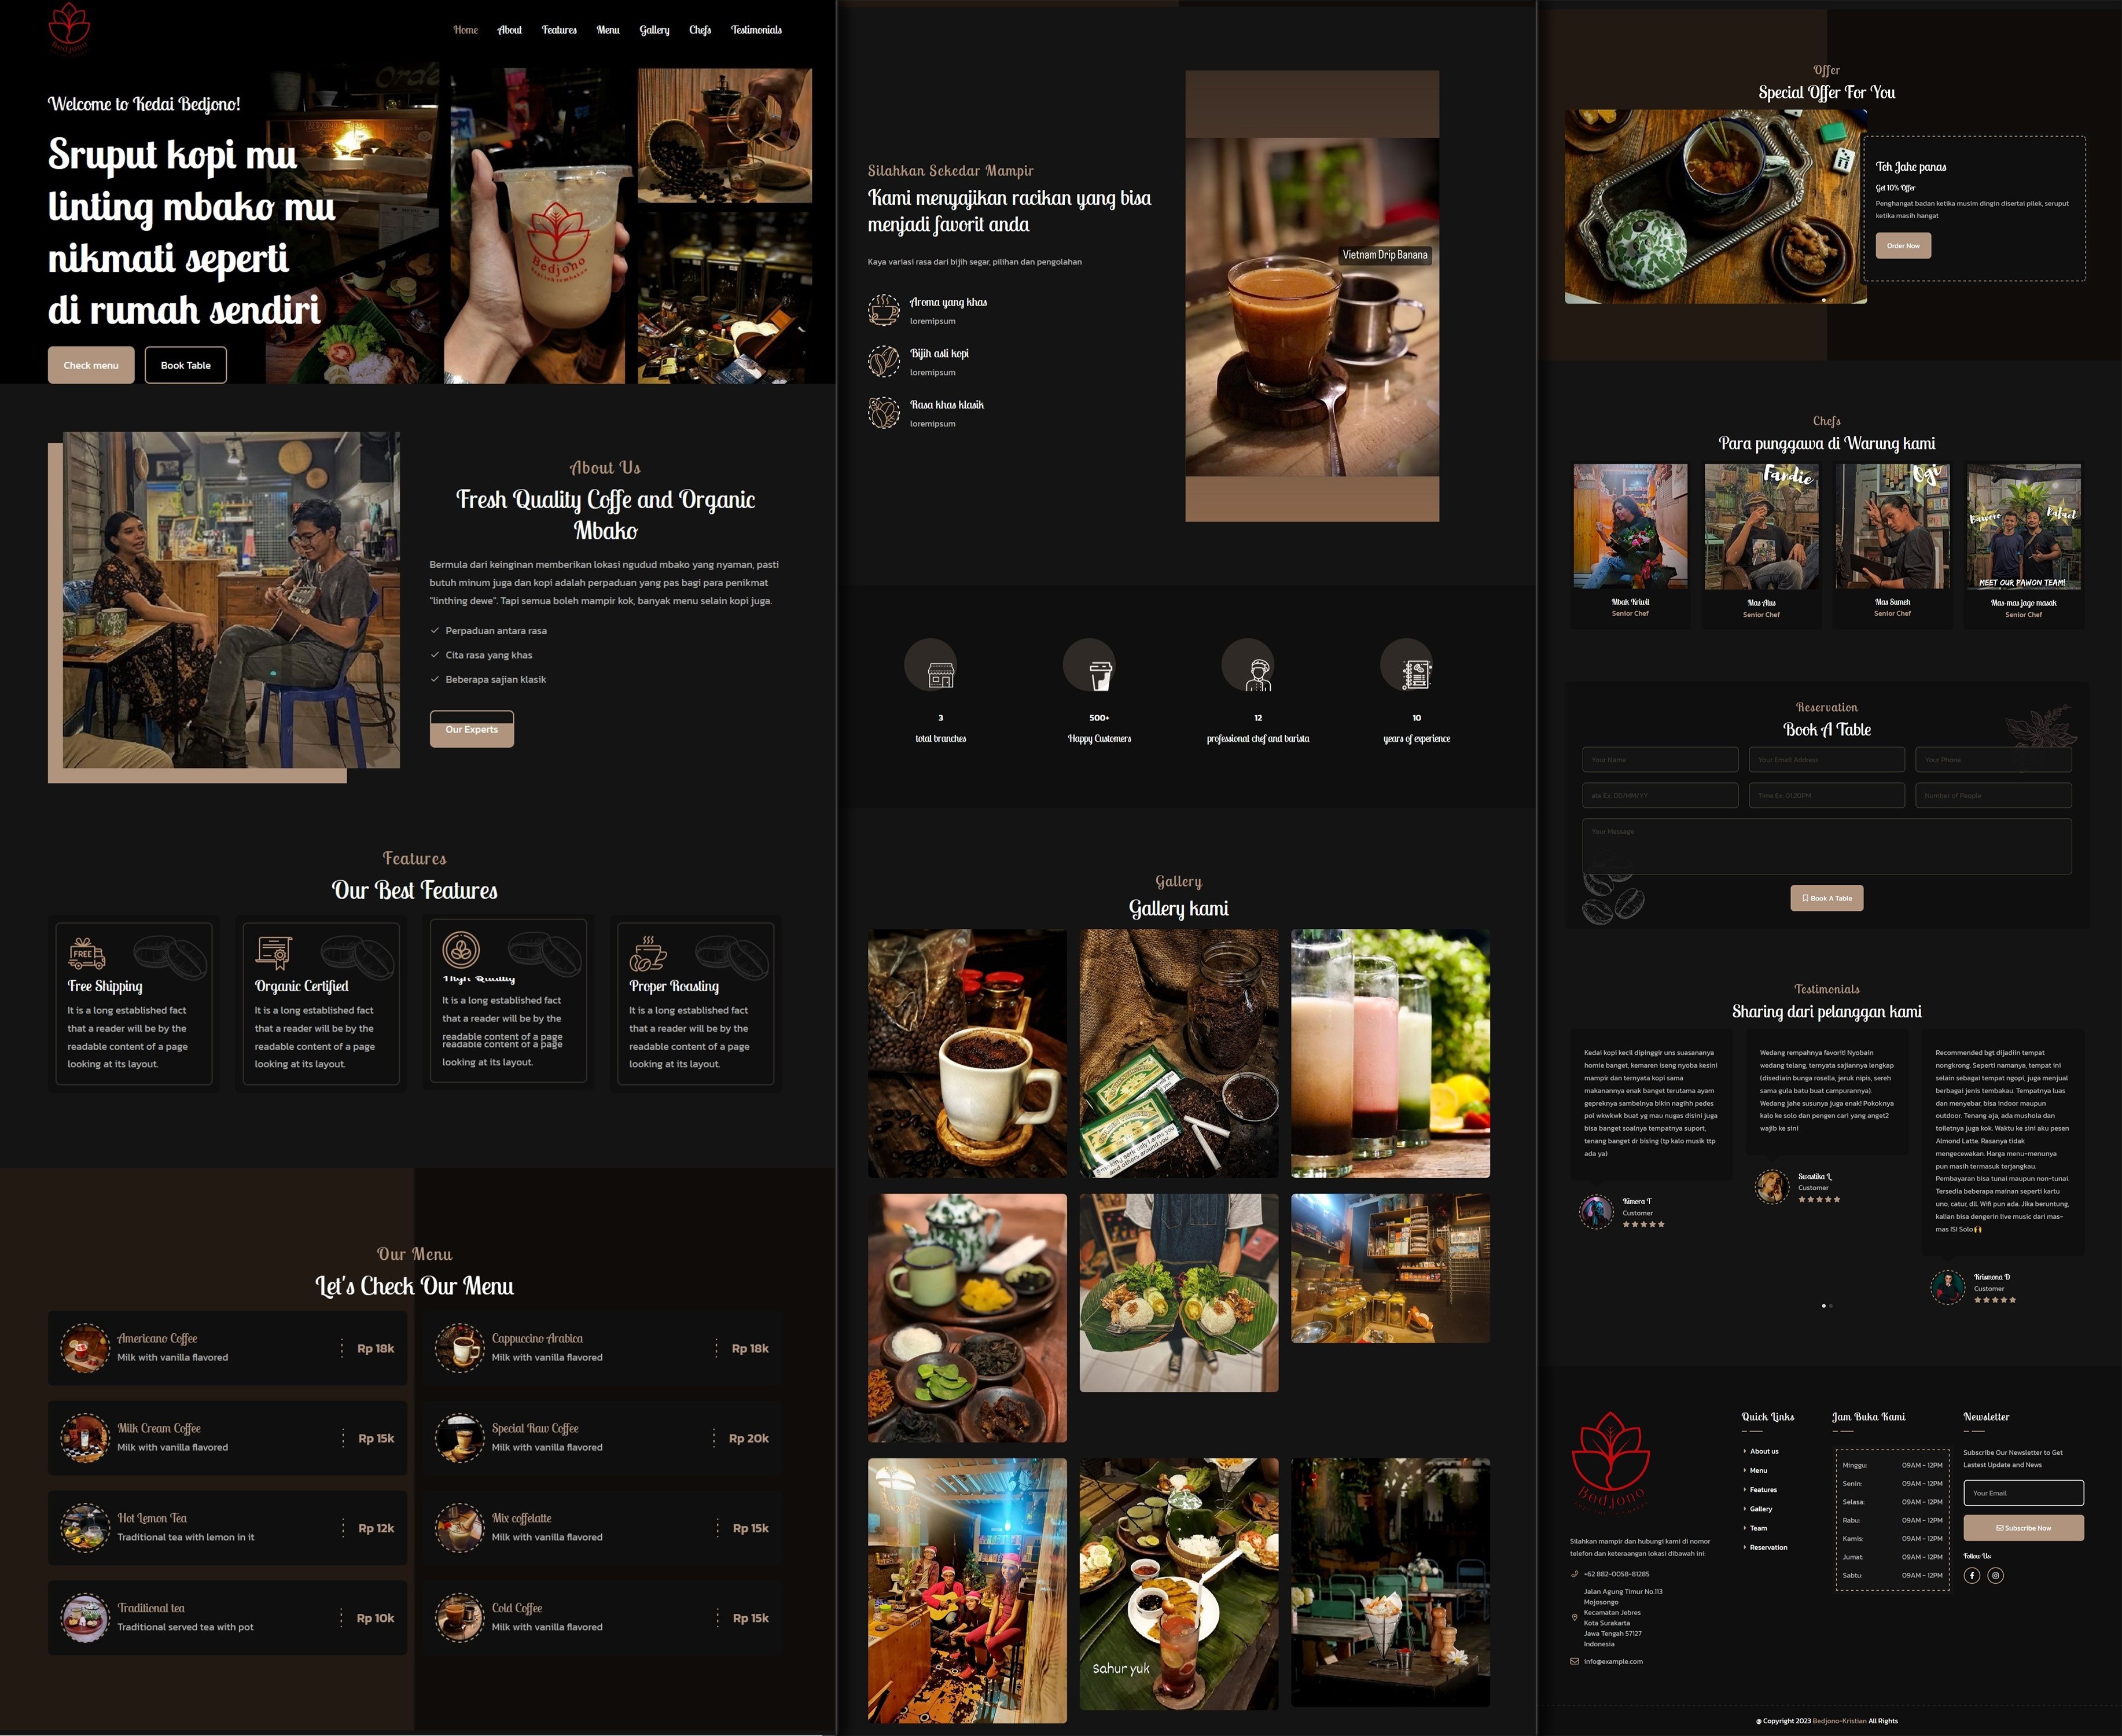 Bedjono
Home About Features Menu Gallery Chefs Testimonials
Welcome to Kedai Bedjono!
Sruput kopi mu
linting mbako mu
nikmati seperti
di rumah sendiri
Check menu Book Table
Bedjono
About Us
Fresh Quality Coffe and Organic
Mbako
Bermula dari keinginan memberikan lokasi ngudud mbako yang nyaman, pasti
butuh minum juga dan kopi adalah perpaduan yang pas bagi para penikmat
"linthing dewe". Tapi semua boleh mampir kok, banyak menu selain kopi juga.
Perpaduan antara rasa
Cita rasa yang khas
Beberapa sajian klasik
Our Experts
Features
Our Best Features
FREE
Free Shipping
It is a long established fact
that a reader will be by the
readable content of a page
looking at its layout.
Organic Certified
It is a long established fact
that a reader will be by the
readable content of a page
looking at its layout.
High Quality
It is a long established fact
that a reader will be by the
readable content of a page
readable content of a page
looking at its layout.
Proper Roasting
It is a long established fact
that a reader will be by the
readable content of a page
looking at its layout.
Our Menu
Let's Check Our Menu
Americano Coffee
Milk with vanilla flavored
Rp 18k
Cappuccino Arabica
Milk with vanilla flavored
Rp 18k
Milk Cream Coffee
Milk with vanilla flavored
Rp 15k
Special Raw Coffee
Milk with vanilla flavored
Rp 20k
Hot Lemon Tea
Traditional tea with lemon in it
Rp 12k
Mix coffelatte
Milk with vanilla flavored
Rp 15k
Traditional tea
Traditional served tea with pot
Rp 10k
Cold Coffee
Milk with vanilla flavored
Rp 15k
Silahkan Sekedar Mampir
Kami menyajikan racikan yang bisa
menjadi favorit anda
Kaya variasi rasa dari bijih segar, pilihan dan pengolahan
Aroma yang khas
loremipsum
Bijih asli kopi
loremipsum
Rasa khas klasik
loremipsum
Vietnam Drip Banana
3
total branches
500+
Happy Customers
12
professional chef and barista
10
years of experience
Gallery
Gallery kami
Smoking seriously harms you
and others around you
Sahur yuk
Offer
Special Offer For You
Teh Jahe panas
Get 10% Offer
Penghangat badan ketika musim dingin disertai pilek, seruput
ketika masih hangat
Order Now
Chefs
Para punggawa di Warung kami
Mbak Kriwil
Senior Chef
Fardie
Mas Atus
Senior Chef
Ogi
Mas Sumeh
Senior Chef
Bawore Rafael
MEET OUR PAWON TEAM!
Mas-mas jago masak
Senior Chef
Reservation
Book A Table
Your Name
Your Email Address
Your Phone
ate Ex: DD/MM/YY
Time Ex: 01.20PM
Number of People
Your Message
Book A Table
Testimonials
Sharing dari pelanggan kami
Kedai kopi kecil dipinggir uns suasananya
homie banget, kemaren iseng nyoba kesini
mampir dan ternyata kopi sama
makanannya enak banget terutama ayam
gepreknya sambelnya bikin nagihh pedes
pol wkwkwk buat yg mau nugas disini juga
bisa banget soalnya tempatnya suport,
tenang banget dr bising (tp kalo musik ttp
ada ya)
Kimora T
Customer
Wedang rempahnya favorit! Nyobain
wedang telang, ternyata sajiannya lengkap
(disediain bunga rosella, jeruk nipis, sereh
sama gula batu buat campurannya).
Wedang jahe susunya juga enak! Pokoknya
kalo ke solo dan pengen cari yang anget2
wajib ke sini
Swastika L
Customer
Recommended bgt dijadiin tempat
nongkrong. Seperti namanya, tempat ini
selain sebagai tempat ngopi, juga menjual
berbagai jenis tembakau. Tempatnya luas
dan menyebar, bisa indoor maupun
outdoor. Tenang aja, ada mushola dan
toiletnya juga kok. Waktu ke sini aku pesen
Almond Latte. Rasanya tidak
mengecewakan. Harga menu-menunya
pun masih termasuk terjangkau.
Pembayaran bisa tunai maupun non-tunai.
Tersedia beberapa mainan seperti kartu
uno, catur, dll. Wifi pun ada. Jika beruntung,
kalian bisa dengerin live music dari mas-
mas ISI Solo 🙌
Krismona D
Customer
Bedjono
Silahkan mampir dan hubungi kami di nomor
telefon dan keteraangan lokasi dibawah ini:
+62 882-0058-81285
Jalan Agung Timur No.113
Mojosongo
Kecamatan Jebres
Kota Surakarta
Jawa Tengah 57127
Indonesia
info@example.com
Quick Links
About us
Menu
Features
Gallery
Team
Reservation
Jam Buka Kami
Minggu: 09AM - 12PM
Senin: 09AM - 12PM
Selasa: 09AM - 12PM
Rabu: 09AM - 12PM
Kamis: 09AM - 12PM
Jumat: 09AM - 12PM
Sabtu: 09AM - 12PM
Newsletter
Subscribe Our Newsletter to Get
Lastest Update and News
Your Email
Subscribe Now
Follow Us:
@ Copyright 2023 Bedjono-Kristian All Rights